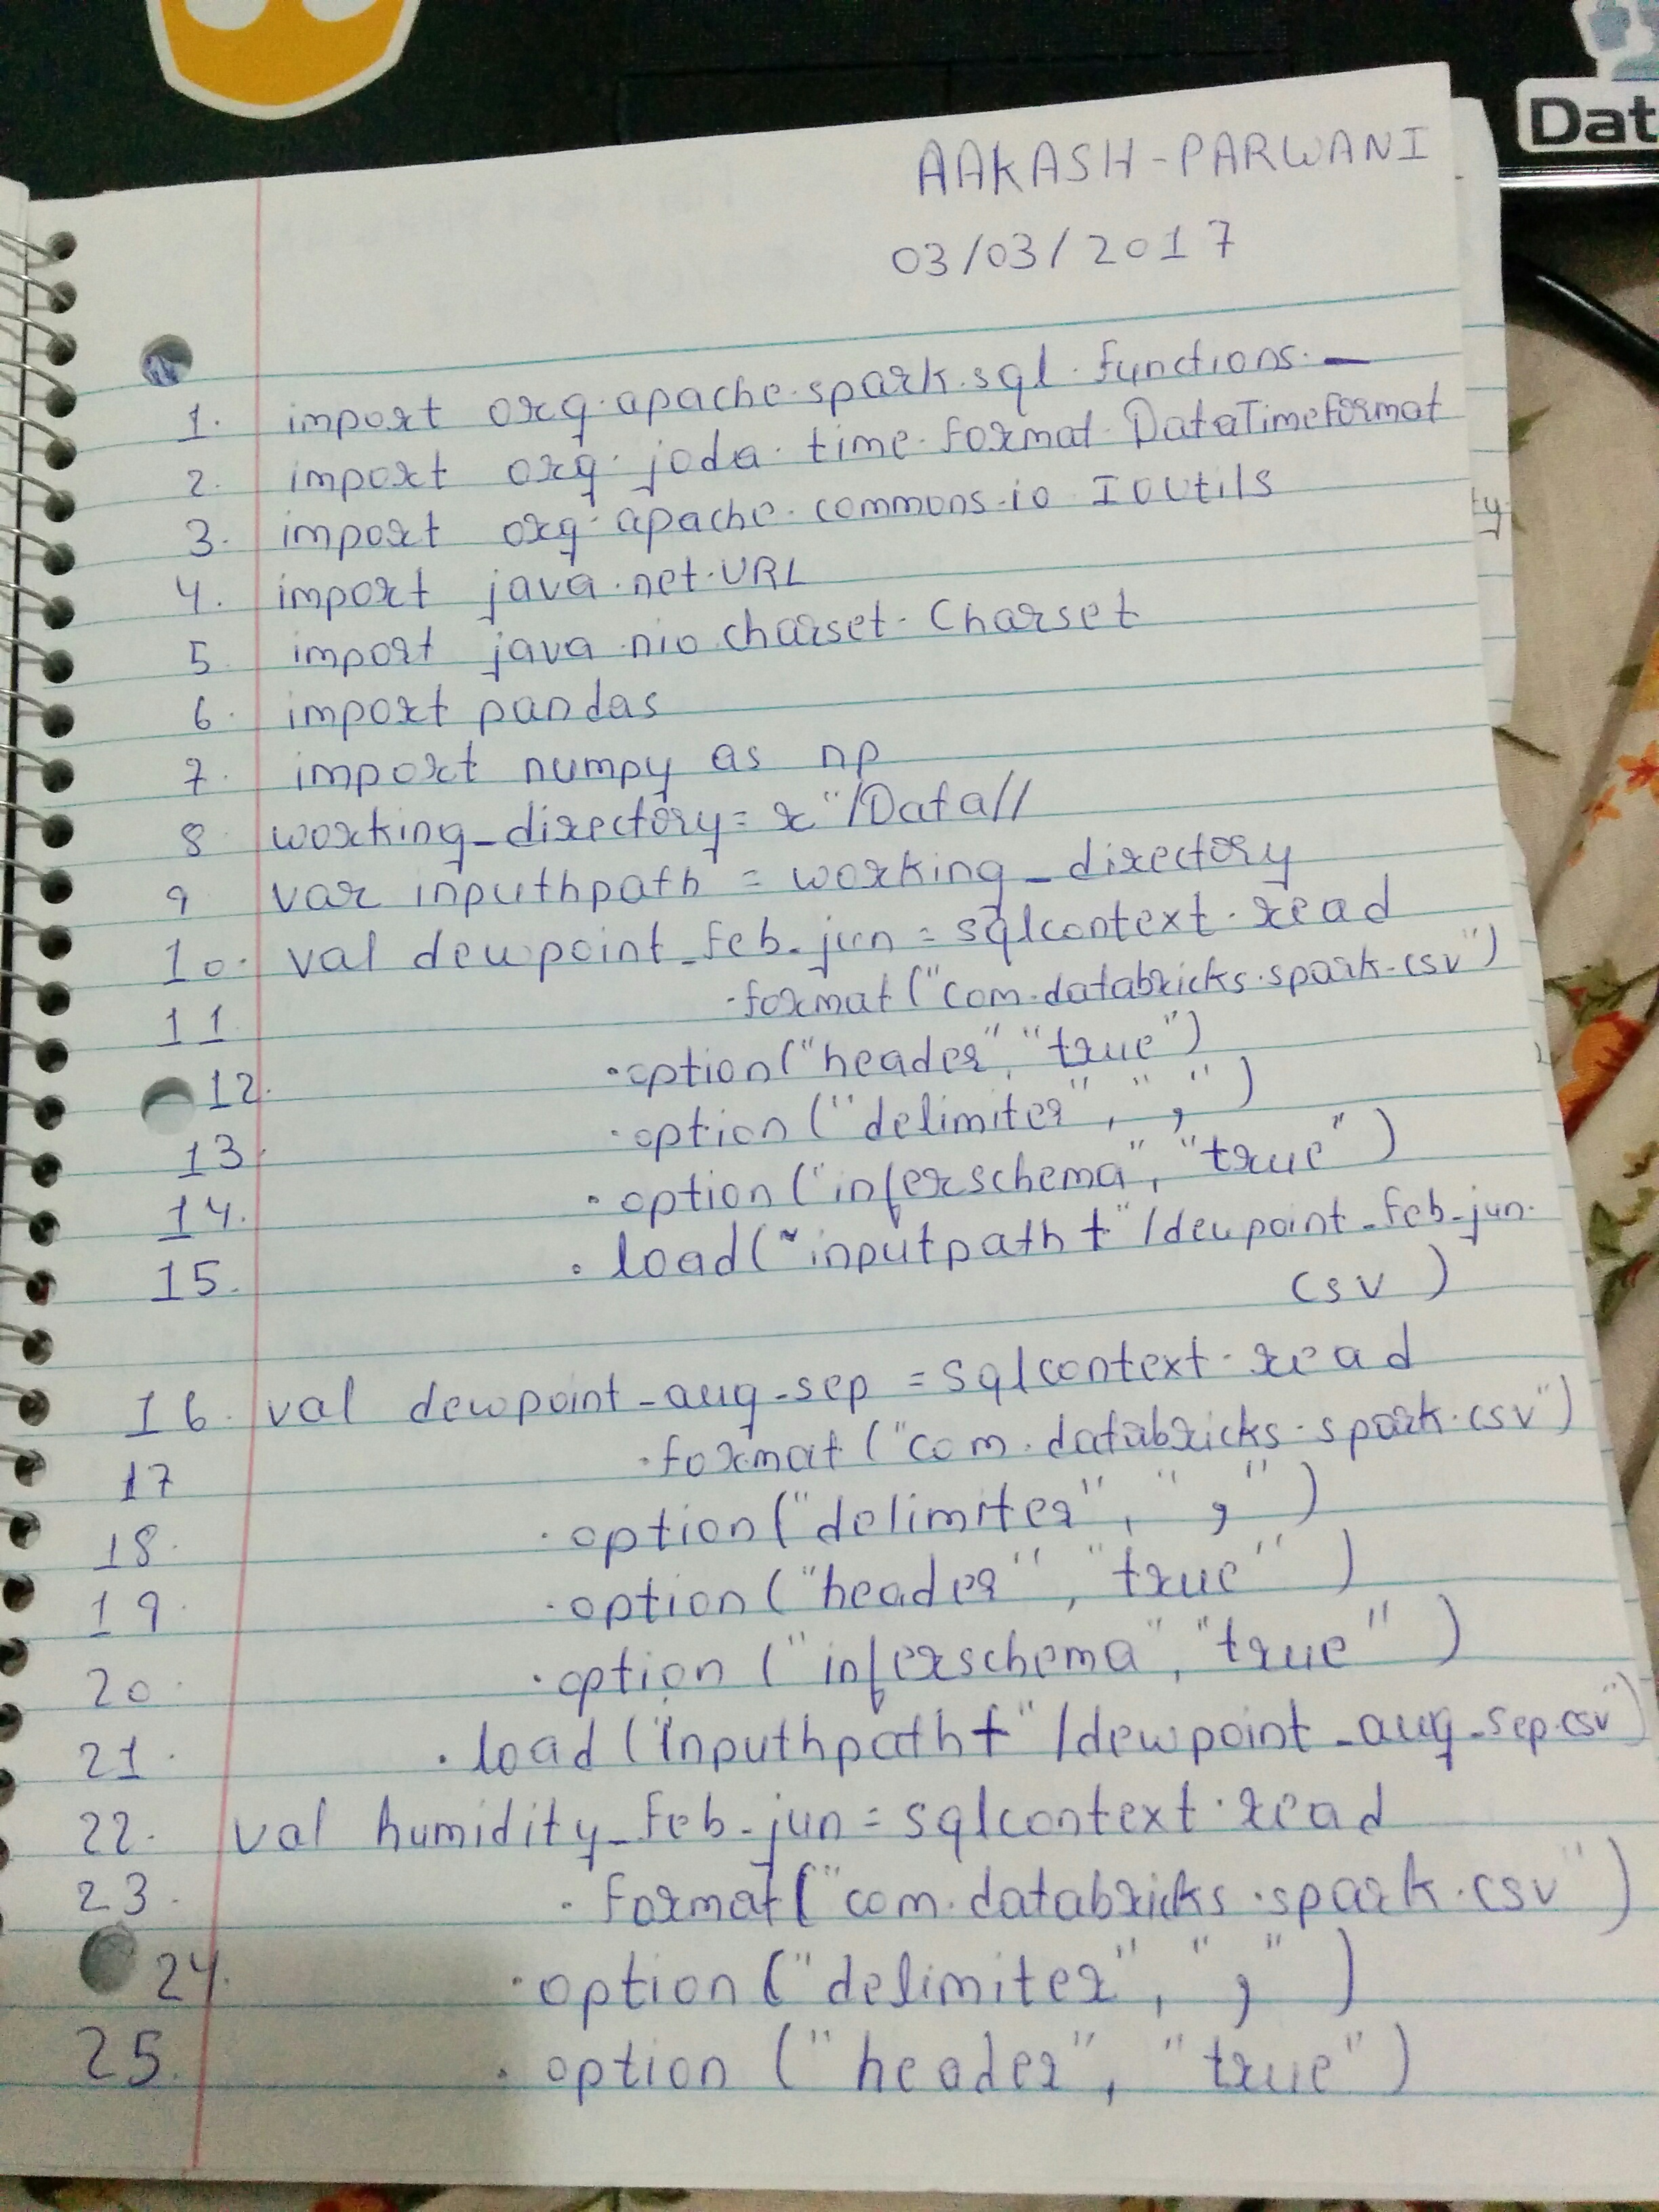 Dat
AAKASH-PARWANI
03/03/2017
1. import org.apache.spark.sql.functions._
2. import org.joda.time.format.DataTimeformat
3. import org.apache.commons.io IOUtils
4. import java.net.URL
5 import java.nio charset.Charset
6. import pandas
7. import numpy as np
8 working_directory= r"/Data//
9 var inputhpath = working_directory
10. val dewpoint_feb_jun = sqlcontext.read
11 .format("com.databricks.spark.csv")
12. .option("header", "true")
13. .option("delimiter", ",")
14. .option("inferschema", "true")
15. .load("inputpath+"/dewpoint_feb_jun.
csv)
16. val dewpoint_aug_sep = sqlcontext.read
17 .format("com.databricks.spark.csv")
18. .option("delimiter", ",")
19. .option("header", "true")
20. .option("inferschema", "true")
21. .load("inputhpath+"/dewpoint_aug_sep.csv")
22. val humidity_feb_jun = sqlcontext.read
23. .format("com.databricks.spark.csv")
24. .option("delimiter", ",")
25. .option("header", "true")